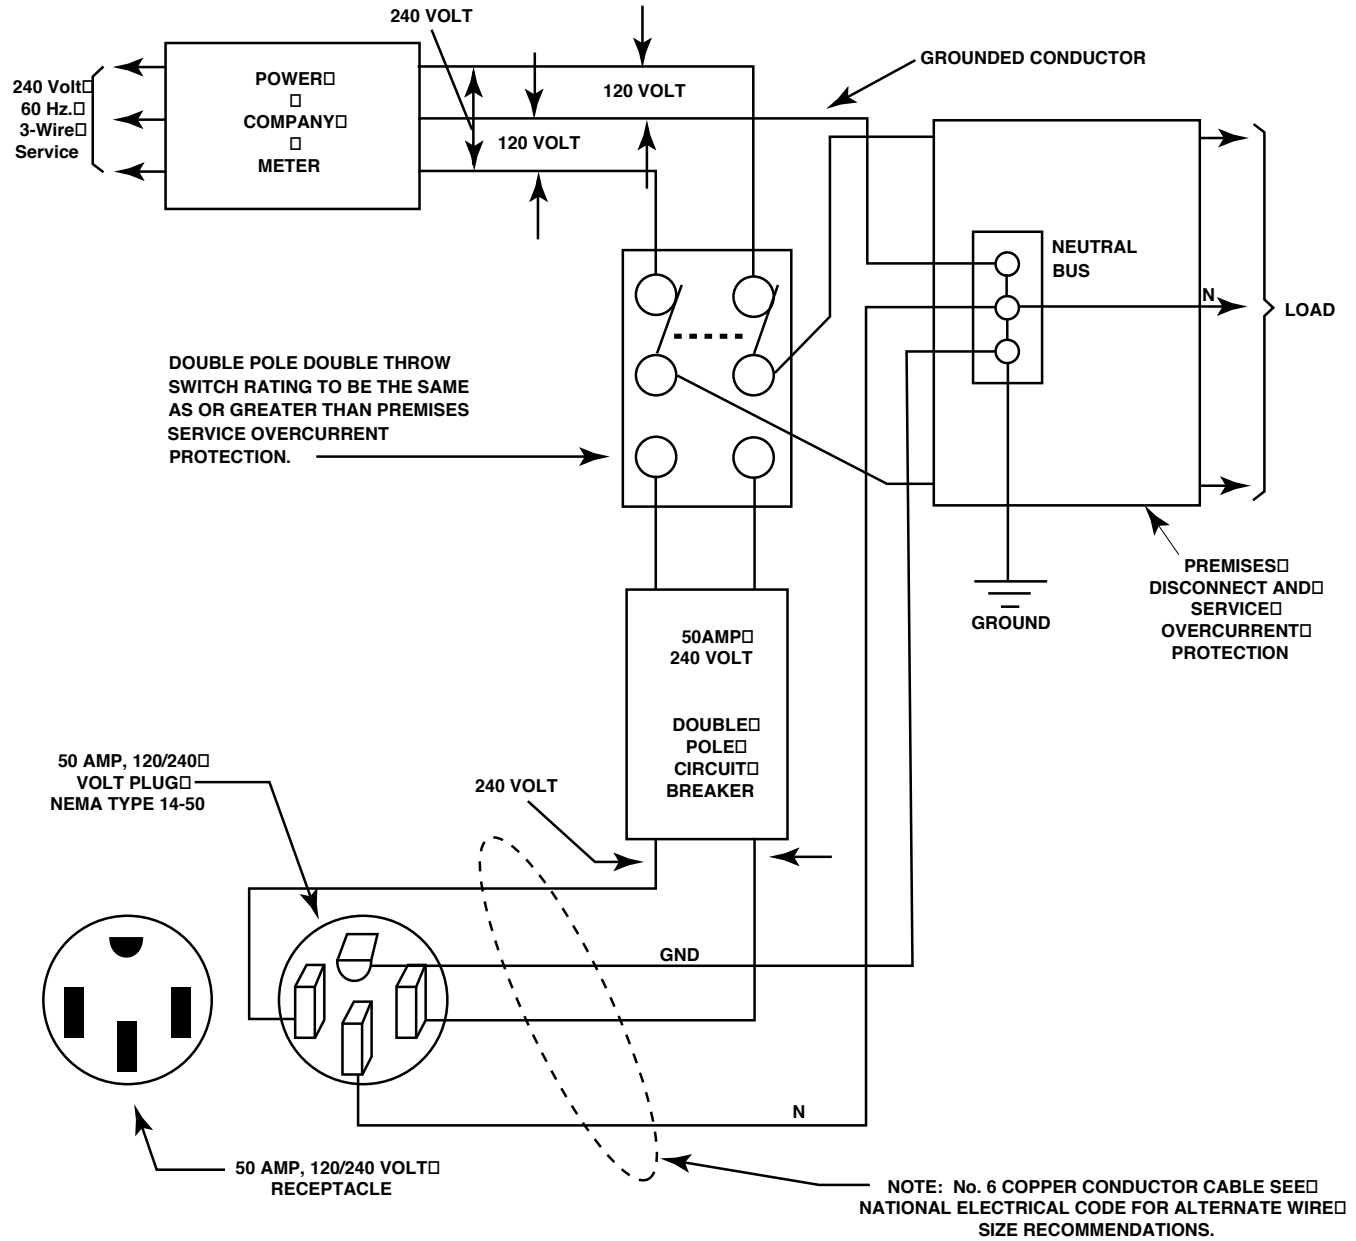 240 VOLT
GROUNDED CONDUCTOR
240 Volt
60 Hz.
3-Wire
Service
POWER
COMPANY
METER
120 VOLT
120 VOLT
NEUTRAL
BUS
N
LOAD
DOUBLE POLE DOUBLE THROW
SWITCH RATING TO BE THE SAME
AS OR GREATER THAN PREMISES
SERVICE OVERCURRENT
PROTECTION.
GROUND
PREMISES
DISCONNECT AND
SERVICE
OVERCURRENT
PROTECTION
50AMP
240 VOLT
DOUBLE
POLE
CIRCUIT
BREAKER
50 AMP, 120/240
VOLT PLUG
NEMA TYPE 14-50
240 VOLT
GND
N
50 AMP, 120/240 VOLT
RECEPTACLE
NOTE: No. 6 COPPER CONDUCTOR CABLE SEE
NATIONAL ELECTRICAL CODE FOR ALTERNATE WIRE
SIZE RECOMMENDATIONS.